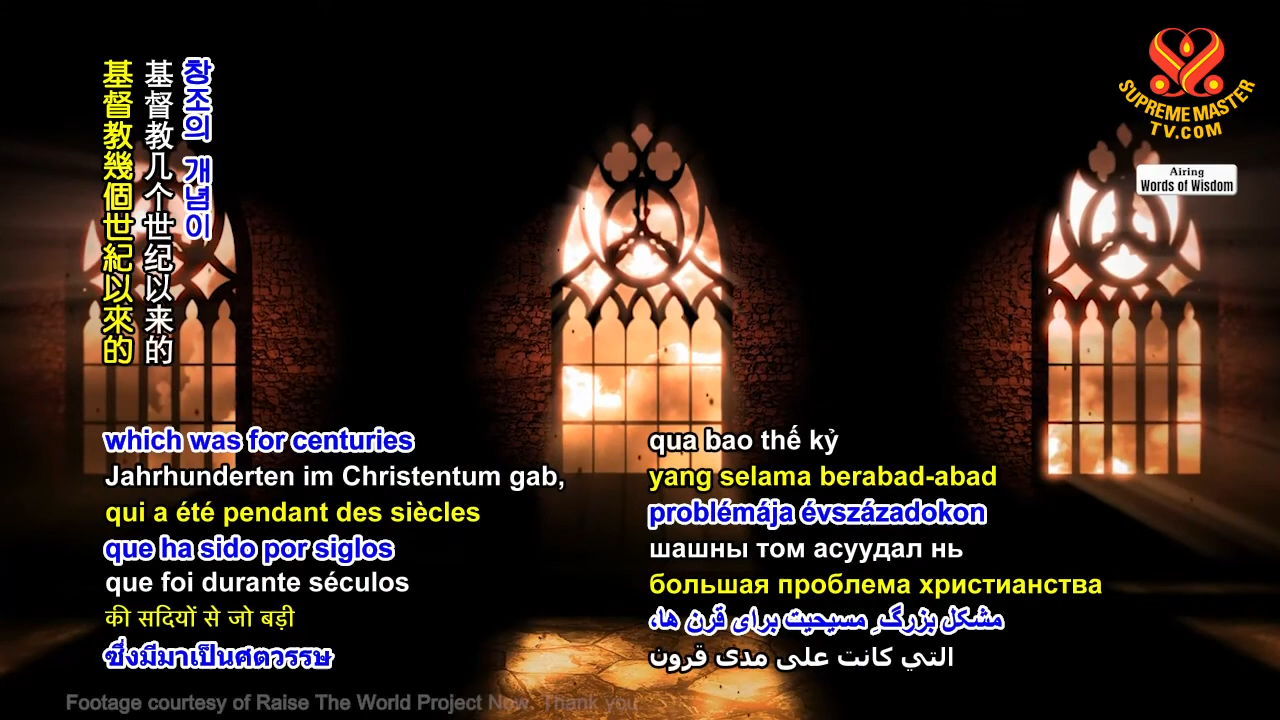 창조의 개념이
基督教几个世纪以来的
基督教幾個世紀以來的
SUPREME MASTER
TV.COM
Airing
Words of Wisdom
which was for centuries
Jahrhunderten im Christentum gab,
qui a été pendant des siècles
que ha sido por siglos
que foi durante séculos
की सदियों से जो बड़ी
ซึ่งมีมาเป็นศตวรรษ
qua bao thế kỷ
yang selama berabad-abad
problémája évszázadokon
шашны том асуудал нь
большая проблема христианства
مشکل بزرگِ مسیحیت برای قرن ها،
التي كانت على مدى قرون
Footage courtesy of Raise The World Project Now. Thank you